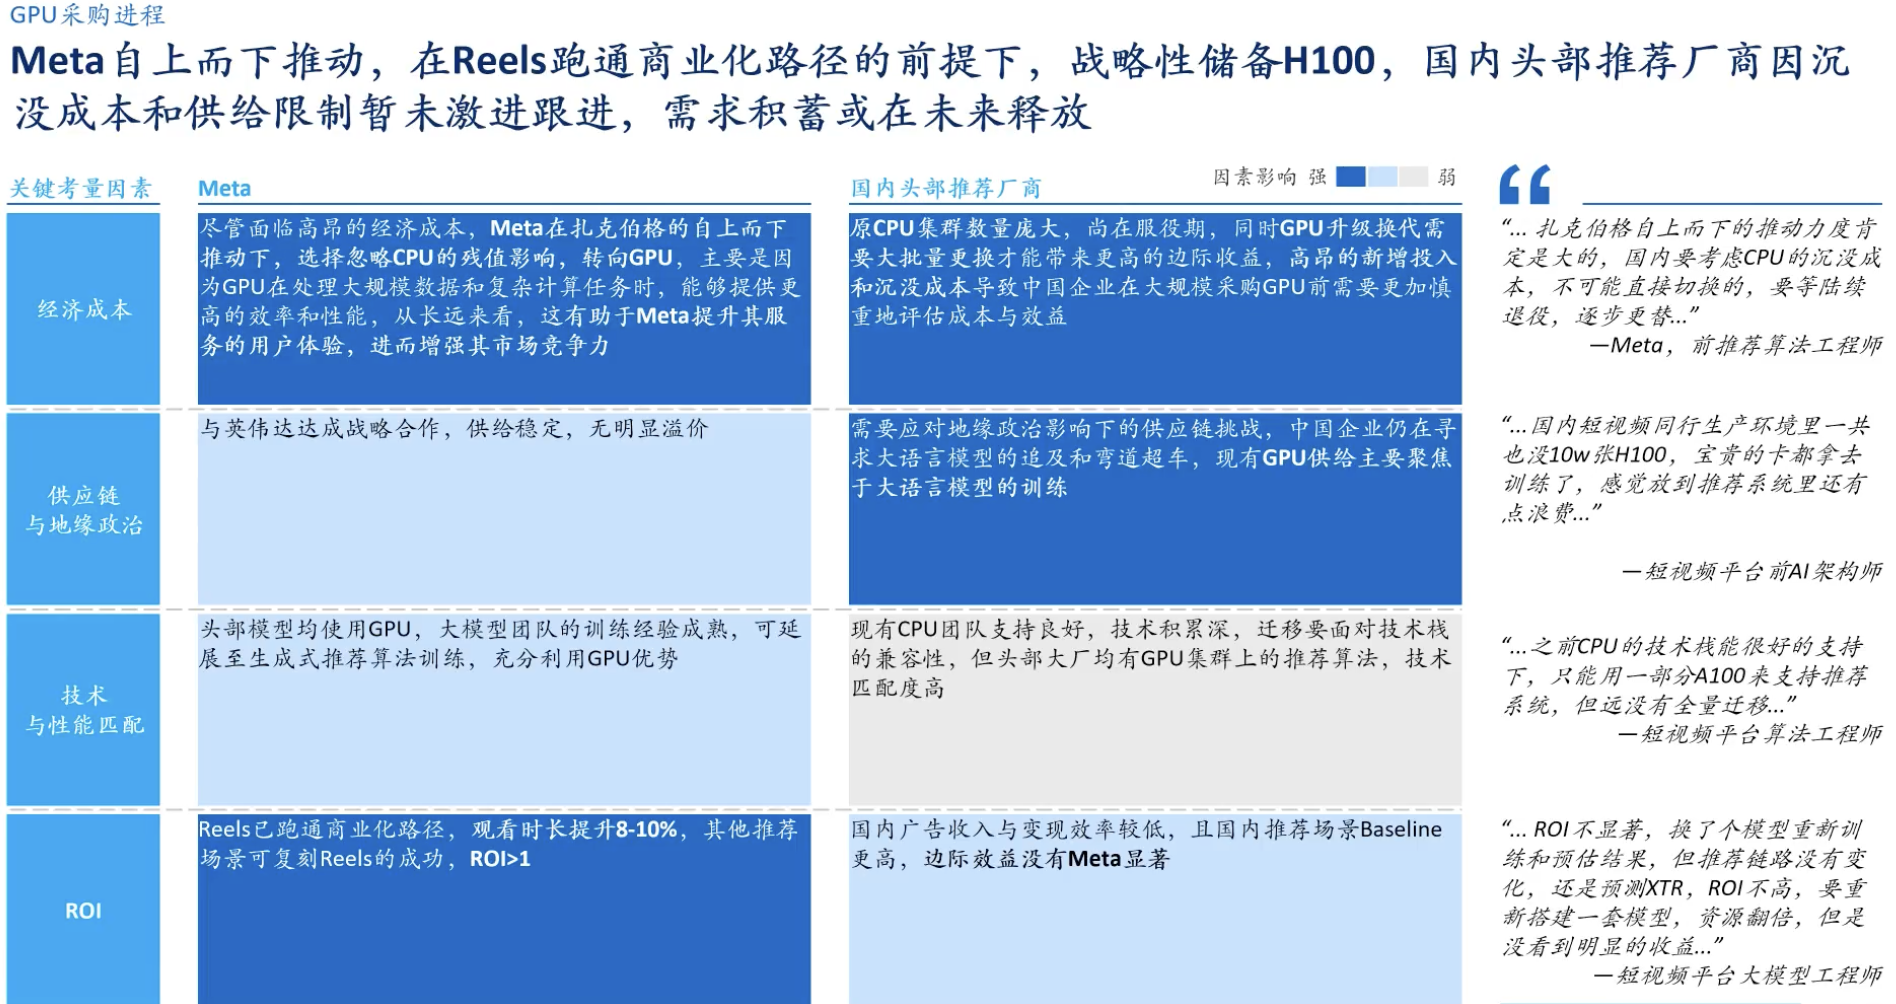 GPU采购进程
Meta自上而下推动，在Reels跑通商业化路径的前提下，战略性储备H100，国内头部推荐厂商因沉
没成本和供给限制暂未激进跟进，需求积蓄或在未来释放
关键考量因素
Meta
国内头部推荐厂商
因素影响 强 弱
经济成本
尽管面临高昂的经济成本，Meta在扎克伯格的自上而下
推动下，选择忽略CPU的残值影响，转向GPU，主要是因
为GPU在处理大规模数据和复杂计算任务时，能够提供更
高的效率和性能，从长远来看，这有助于Meta提升其服
务的用户体验，进而增强其市场竞争力
原CPU集群数量庞大，尚在服役期，同时GPU升级换代需
要大批量更换才能带来更高的边际收益，高昂的新增投入
和沉没成本导致中国企业在大规模采购GPU前需要更加慎
重地评估成本与效益
“... 扎克伯格自上而下的推动力度肯
定是大的，国内要考虑CPU的沉没成
本，不可能直接切换的，要等陆续
退役，逐步更替...”
—Meta，前推荐算法工程师
供应链
与地缘政治
与英伟达达成战略合作，供给稳定，无明显溢价
需要应对地缘政治影响下的供应链挑战，中国企业仍在寻
求大语言模型的追及和弯道超车，现有GPU供给主要聚焦
于大语言模型的训练
“...国内短视频同行生产环境里一共
也没10w张H100，宝贵的卡都拿去
训练了，感觉放到推荐系统里还有
点浪费...”
—短视频平台前AI架构师
技术
与性能匹配
头部模型均使用GPU，大模型团队的训练经验成熟，可延
展至生成式推荐算法训练，充分利用GPU优势
现有CPU团队支持良好，技术积累深，迁移要面对技术栈
的兼容性，但头部大厂均有GPU集群上的推荐算法，技术
匹配度高
“...之前CPU的技术栈能很好的支持
下，只能用一部分A100来支持推荐
系统，但远没有全量迁移...”
—短视频平台算法工程师
ROI
Reels已跑通商业化路径，观看时长提升8-10%，其他推荐
场景可复刻Reels的成功，ROI>1
国内广告收入与变现效率较低，且国内推荐场景Baseline
更高，边际效益没有Meta显著
“... ROI不显著，换了个模型重新训
练和预估结果，但推荐链路没有变
化，还是预测XTR，ROI不高，要重
新搭建一套模型，资源翻倍，但是
没看到明显的收益...”
—短视频平台大模型工程师